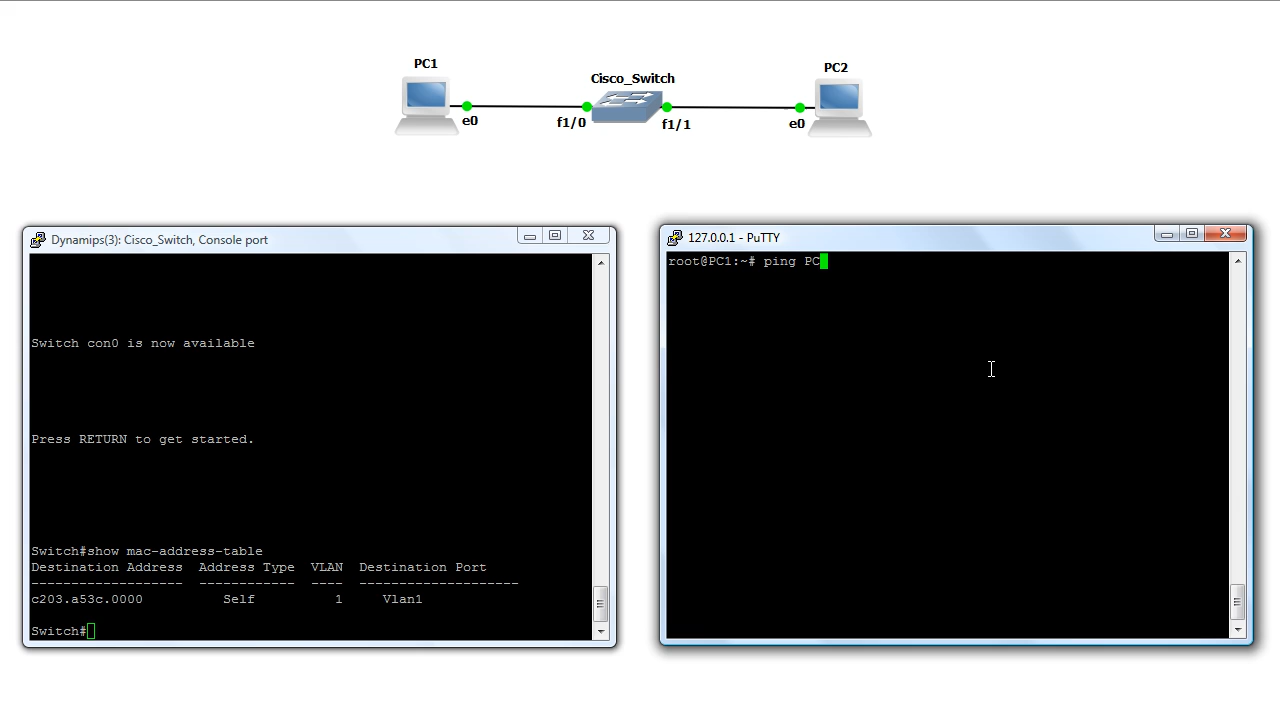 PC1
Cisco_Switch
PC2
e0
f1/0
f1/1
e0
Dynamips(3): Cisco_Switch, Console port
Switch con0 is now available
Press RETURN to get started.
Switch#show mac-address-table
Destination Address  Address Type  VLAN  Destination Port
-------------------  ------------  ----  --------------------
c203.a53c.0000          Self          1     Vlan1
Switch#
127.0.0.1 - PuTTY
root@PC1:~# ping PC